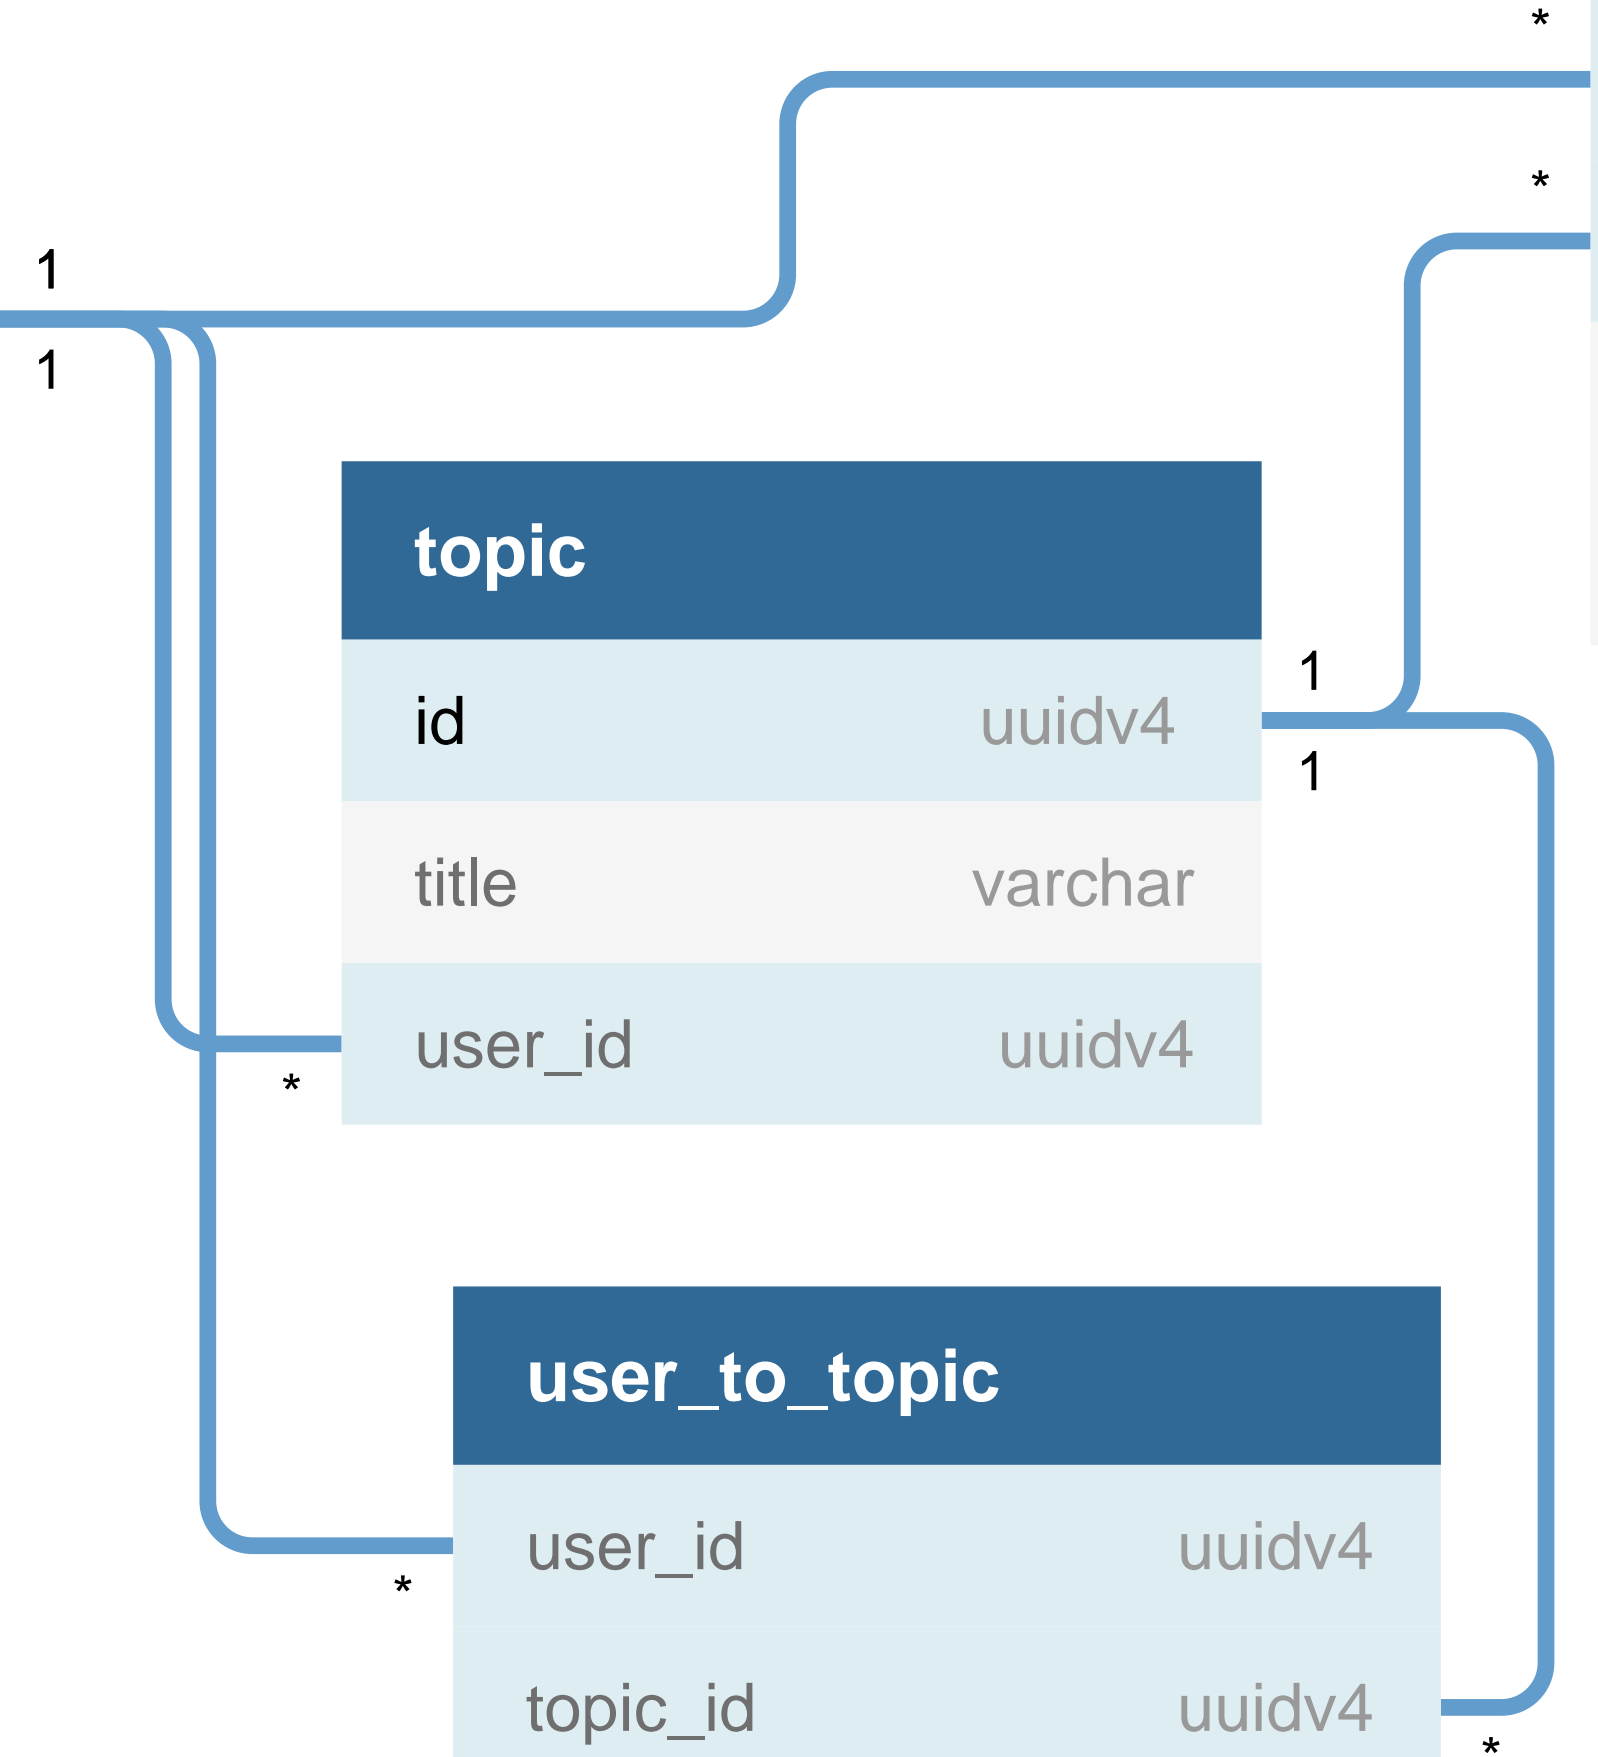 *
*
1
1
topic
id uuidv4
1
1
title varchar
user_id uuidv4
*
user_to_topic
user_id uuidv4
*
topic_id uuidv4
*